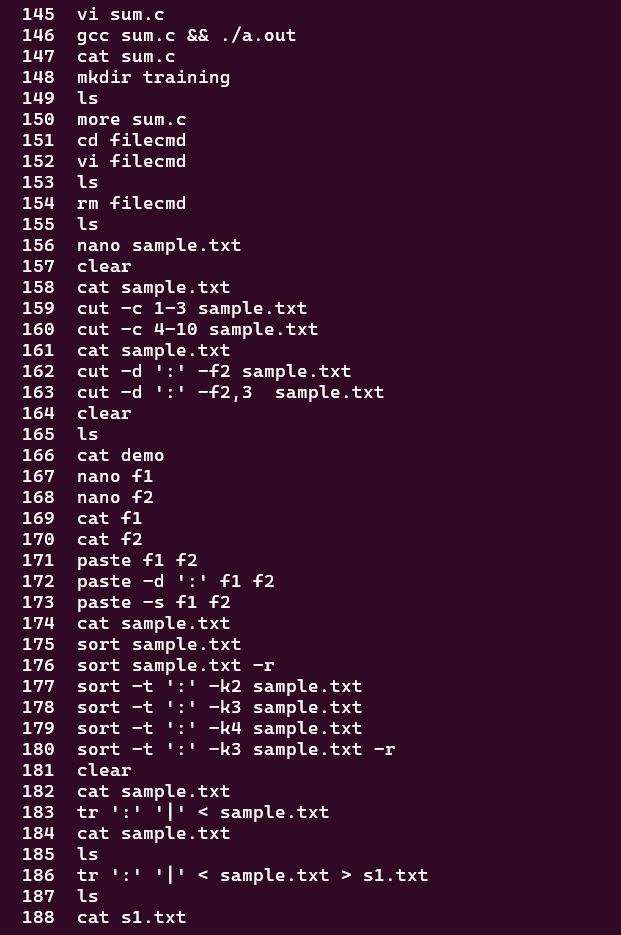 145 vi sum.c
146 gcc sum.c && ./a.out
147 cat sum.c
148 mkdir training
149 ls
150 more sum.c
151 cd filecmd
152 vi filecmd
153 ls
154 rm filecmd
155 ls
156 nano sample.txt
157 clear
158 cat sample.txt
159 cut -c 1-3 sample.txt
160 cut -c 4-10 sample.txt
161 cat sample.txt
162 cut -d ':' -f2 sample.txt
163 cut -d ':' -f2,3  sample.txt
164 clear
165 ls
166 cat demo
167 nano f1
168 nano f2
169 cat f1
170 cat f2
171 paste f1 f2
172 paste -d ':' f1 f2
173 paste -s f1 f2
174 cat sample.txt
175 sort sample.txt
176 sort sample.txt -r
177 sort -t ':' -k2 sample.txt
178 sort -t ':' -k3 sample.txt
179 sort -t ':' -k4 sample.txt
180 sort -t ':' -k3 sample.txt -r
181 clear
182 cat sample.txt
183 tr ':' '|' < sample.txt
184 cat sample.txt
185 ls
186 tr ':' '|' < sample.txt > s1.txt
187 ls
188 cat s1.txt